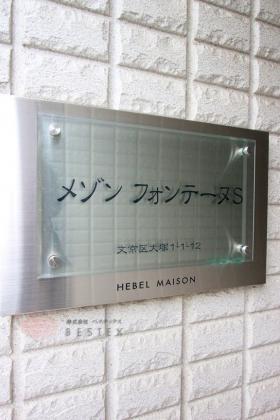 メゾン フォンテーヌS
文京区大塚1-1-12
HEBEL MAISON
株式会社 ベステックス
BESTEX